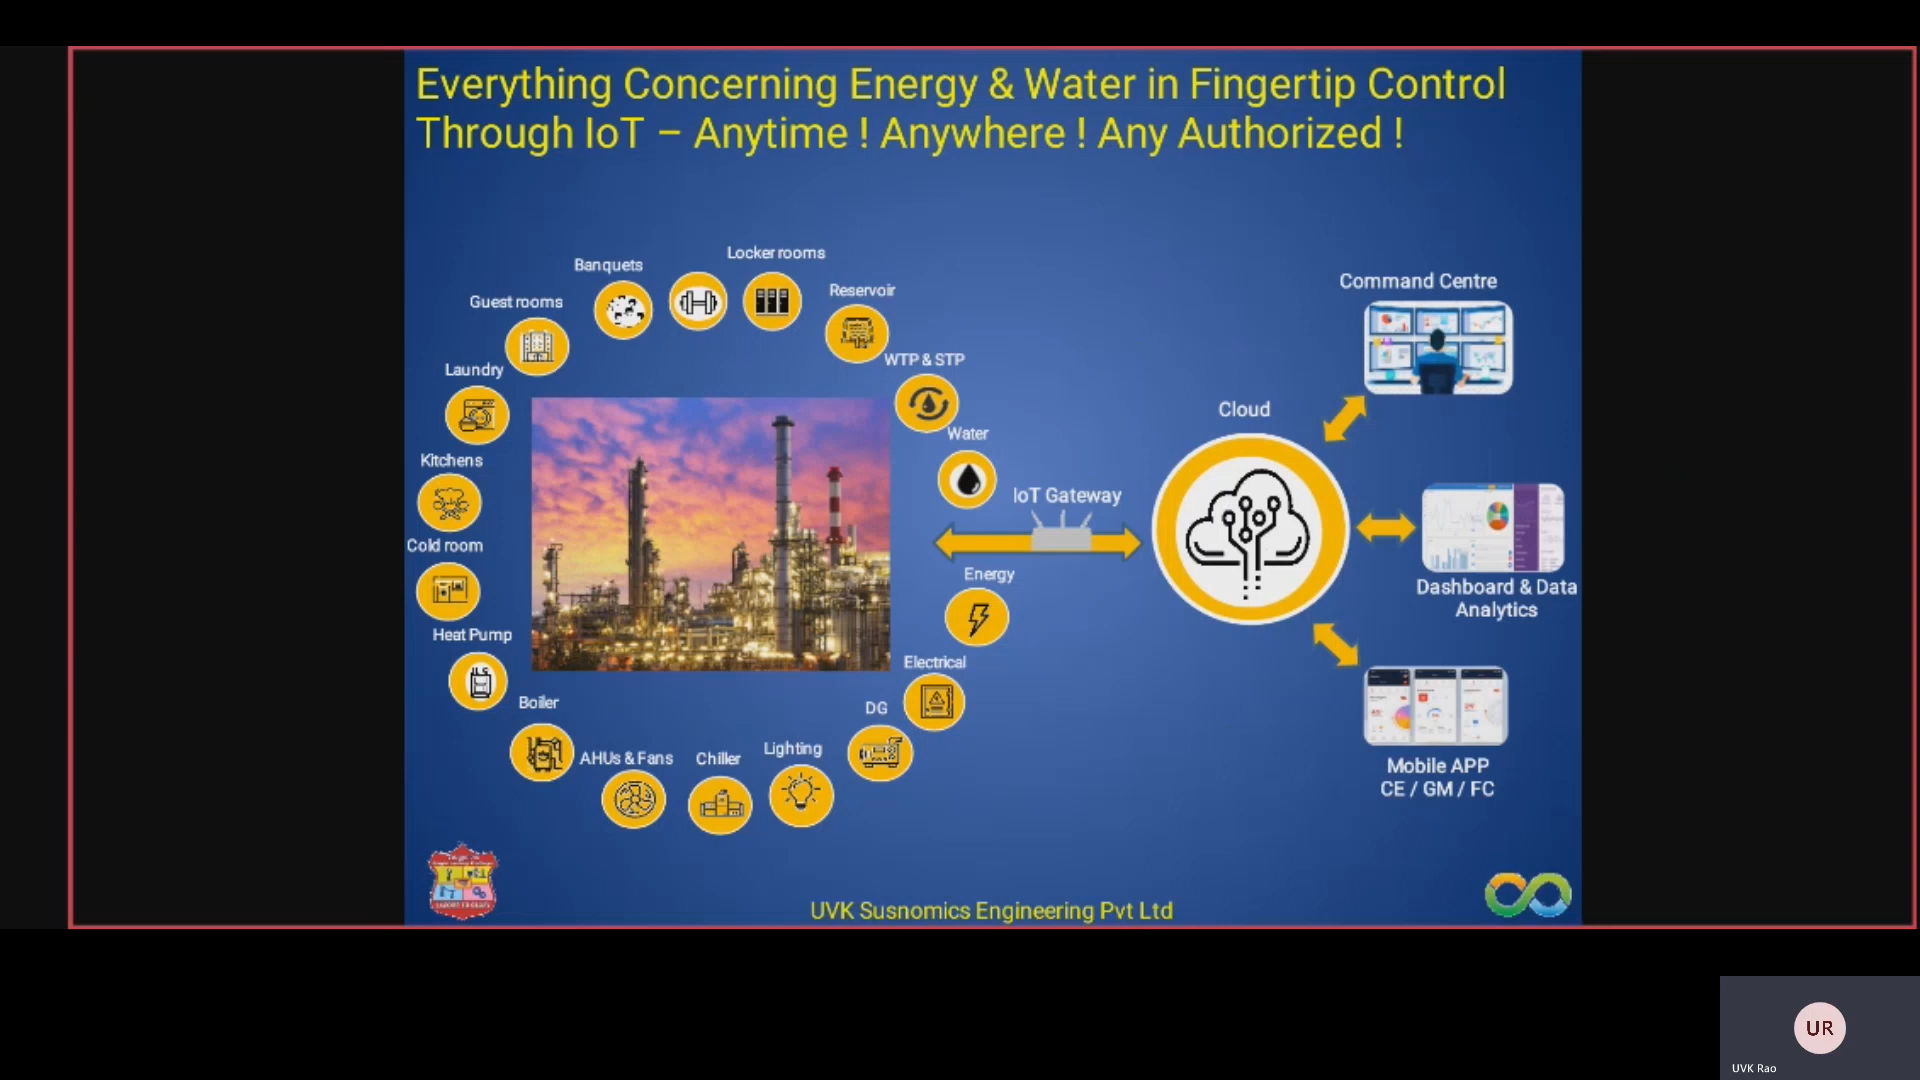 Everything Concerning Energy & Water in Fingertip Control
Through IoT – Anytime ! Anywhere ! Any Authorized !
Locker rooms
Banquets
Guest rooms
Reservoir
Laundry
WTP & STP
Water
Kitchens
Cold room
Heat Pump
Boiler
AHUs & Fans
Chiller
Lighting
DG
Electrical
Energy
IoT Gateway
Cloud
Command Centre
Dashboard & Data
Analytics
Mobile APP
CE / GM / FC
UVK Susnomics Engineering Pvt Ltd
UR
UVK Rao